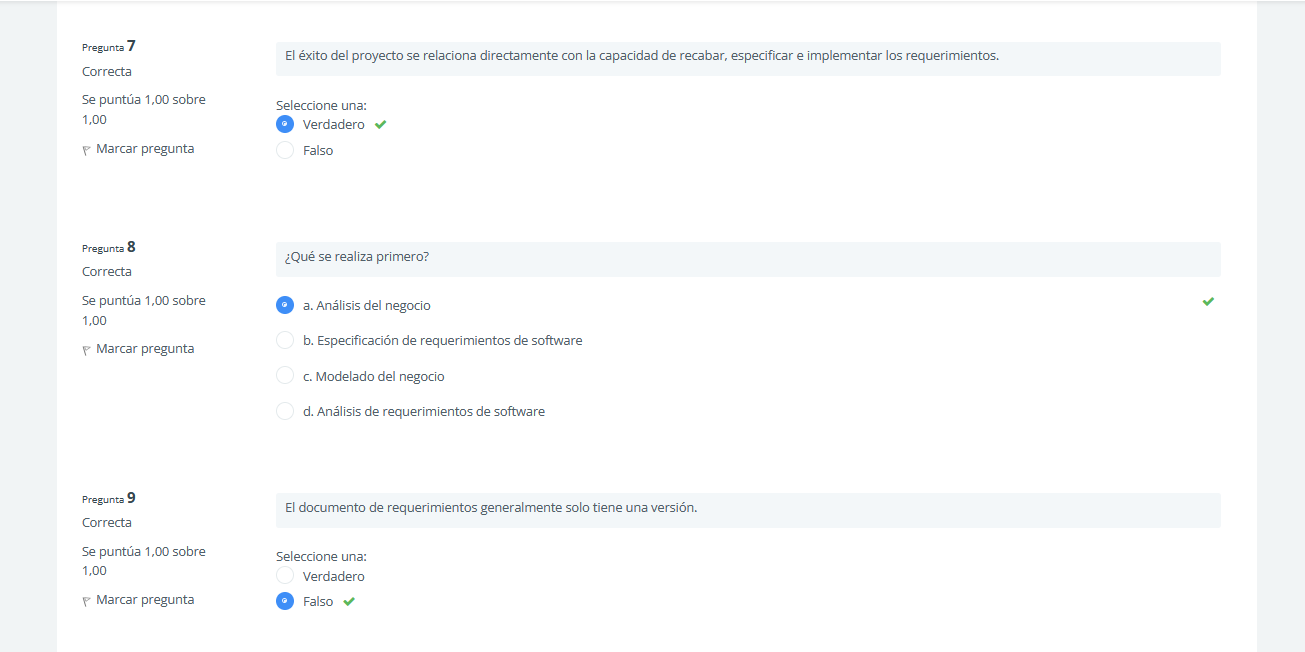 Pregunta 7
Correcta
Se puntúa 1,00 sobre
1,00
Marcar pregunta
El éxito del proyecto se relaciona directamente con la capacidad de recabar, especificar e implementar los requerimientos.
Seleccione una:
Verdadero
Falso
Pregunta 8
Correcta
Se puntúa 1,00 sobre
1,00
Marcar pregunta
¿Qué se realiza primero?
a. Análisis del negocio
b. Especificación de requerimientos de software
c. Modelado del negocio
d. Análisis de requerimientos de software
Pregunta 9
Correcta
Se puntúa 1,00 sobre
1,00
Marcar pregunta
El documento de requerimientos generalmente solo tiene una versión.
Seleccione una:
Verdadero
Falso